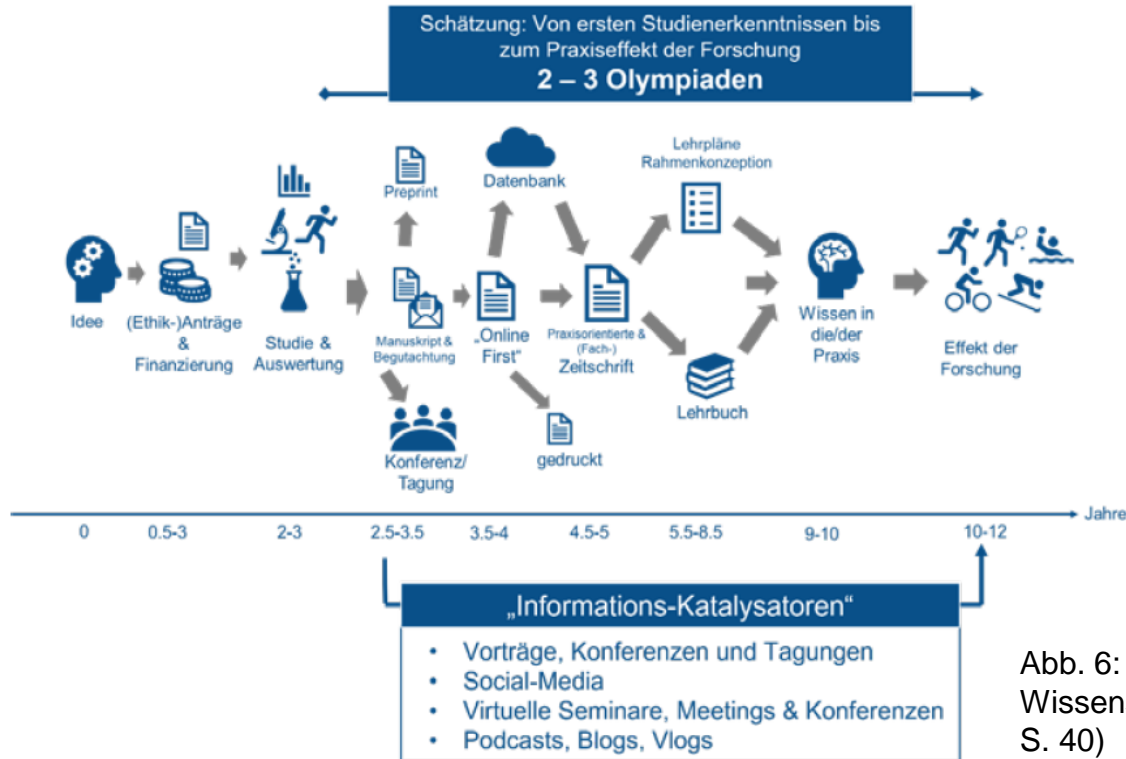 Schätzung: Von ersten Studienerkenntnissen bis
zum Praxiseffekt der Forschung
2 – 3 Olympiaden
Lehrpläne
Rahmenkonzeption
Preprint
Datenbank
Idee
(Ethik-)Anträge
&
Finanzierung
Studie &
Auswertung
Manuskript &
Begutachtung
„Online
First"
Praxisorientierte &
(Fach-)
Zeitschrift
Wissen in
die/der
Praxis
Effekt der
Forschung
Konferenz/
Tagung
gedruckt
Lehrbuch
Jahre
0 0.5-3 2-3 2.5-3.5 3.5-4 4.5-5 5.5-8.5 9-10 10-12
„Informations-Katalysatoren"
• Vorträge, Konferenzen und Tagungen
• Social-Media
• Virtuelle Seminare, Meetings & Konferenzen
• Podcasts, Blogs, Vlogs
Abb. 6:
Wissen
S. 40)